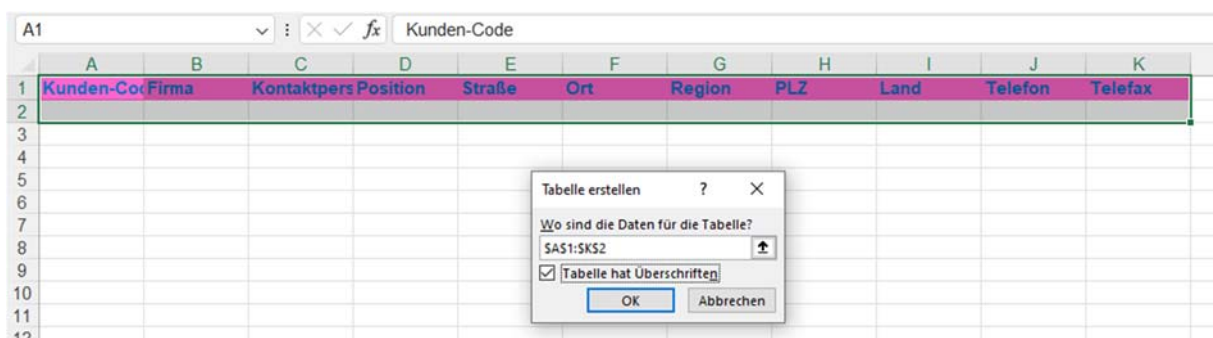 A1 fx Kunden-Code
A B C D E F G H I J K
1 Kunden-Cod Firma Kontaktpers Position Straße Ort Region PLZ Land Telefon Telefax
2
3
4
5
6
7
8
9
10
11
12
Tabelle erstellen ? ×
Wo sind die Daten für die Tabelle?
$A$1:$K$2
Tabelle hat Überschriften
OK Abbrechen